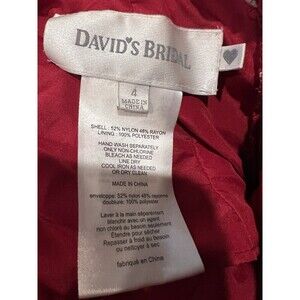 DAVID'S BRIDAL
4
MADE IN
CHINA
SHELL: 52% NYLON 48% RAYON
LINING: 100% POLYESTER
HAND WASH SEPARATELY
ONLY NON-CHLORINE,
BLEACH AS NEEDED
LINE DRY
COOL IRON AS NEEDED
OR DRY CLEAN
MADE IN CHINA
enveloppe: 52% nylon 48% rayonne
doublure: 100% polyester
Laver à la main séparément
blanchir avec un agent
non chloré au besoin seulement
Étendre pour séchér
Repasser à froid au besoin
ou nettoyer à sec
fabriqué en Chine